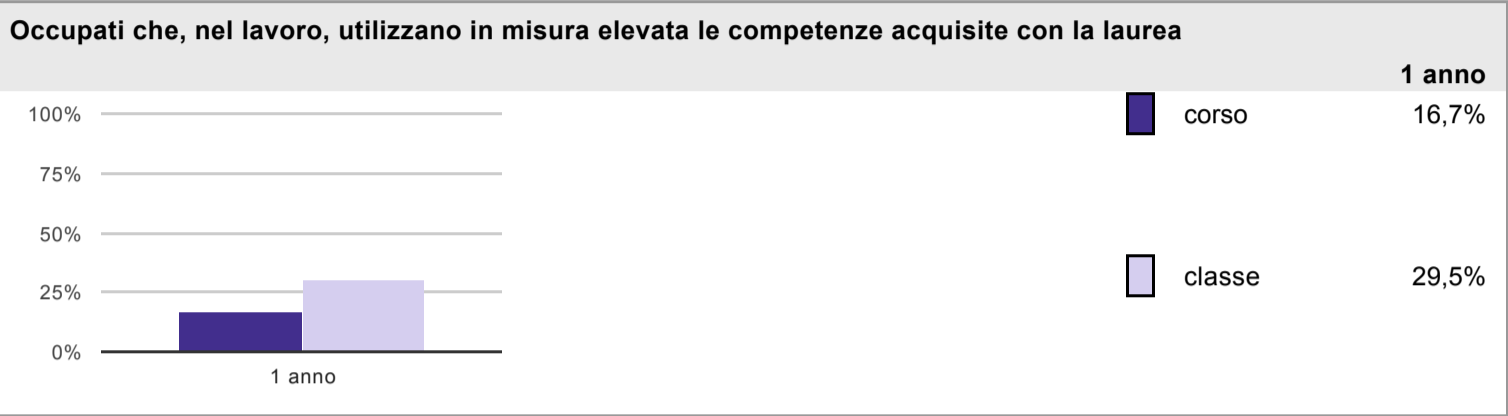 Occupati che, nel lavoro, utilizzano in misura elevata le competenze acquisite con la laurea
1 anno
100%
75%
50%
25%
0%
1 anno
corso 16,7%
classe 29,5%